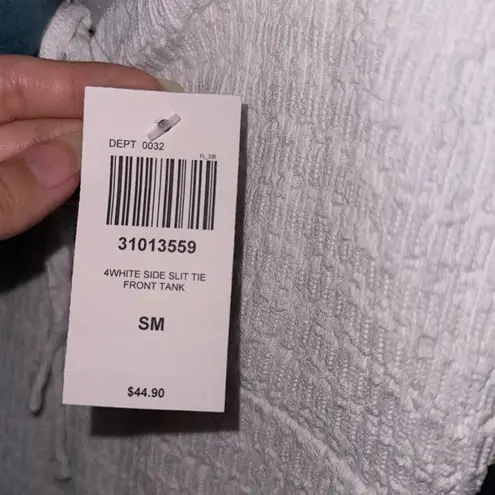 DEPT 0032
FL_336
31013559
4WHITE SIDE SLIT TIE
FRONT TANK
SM
$44.90